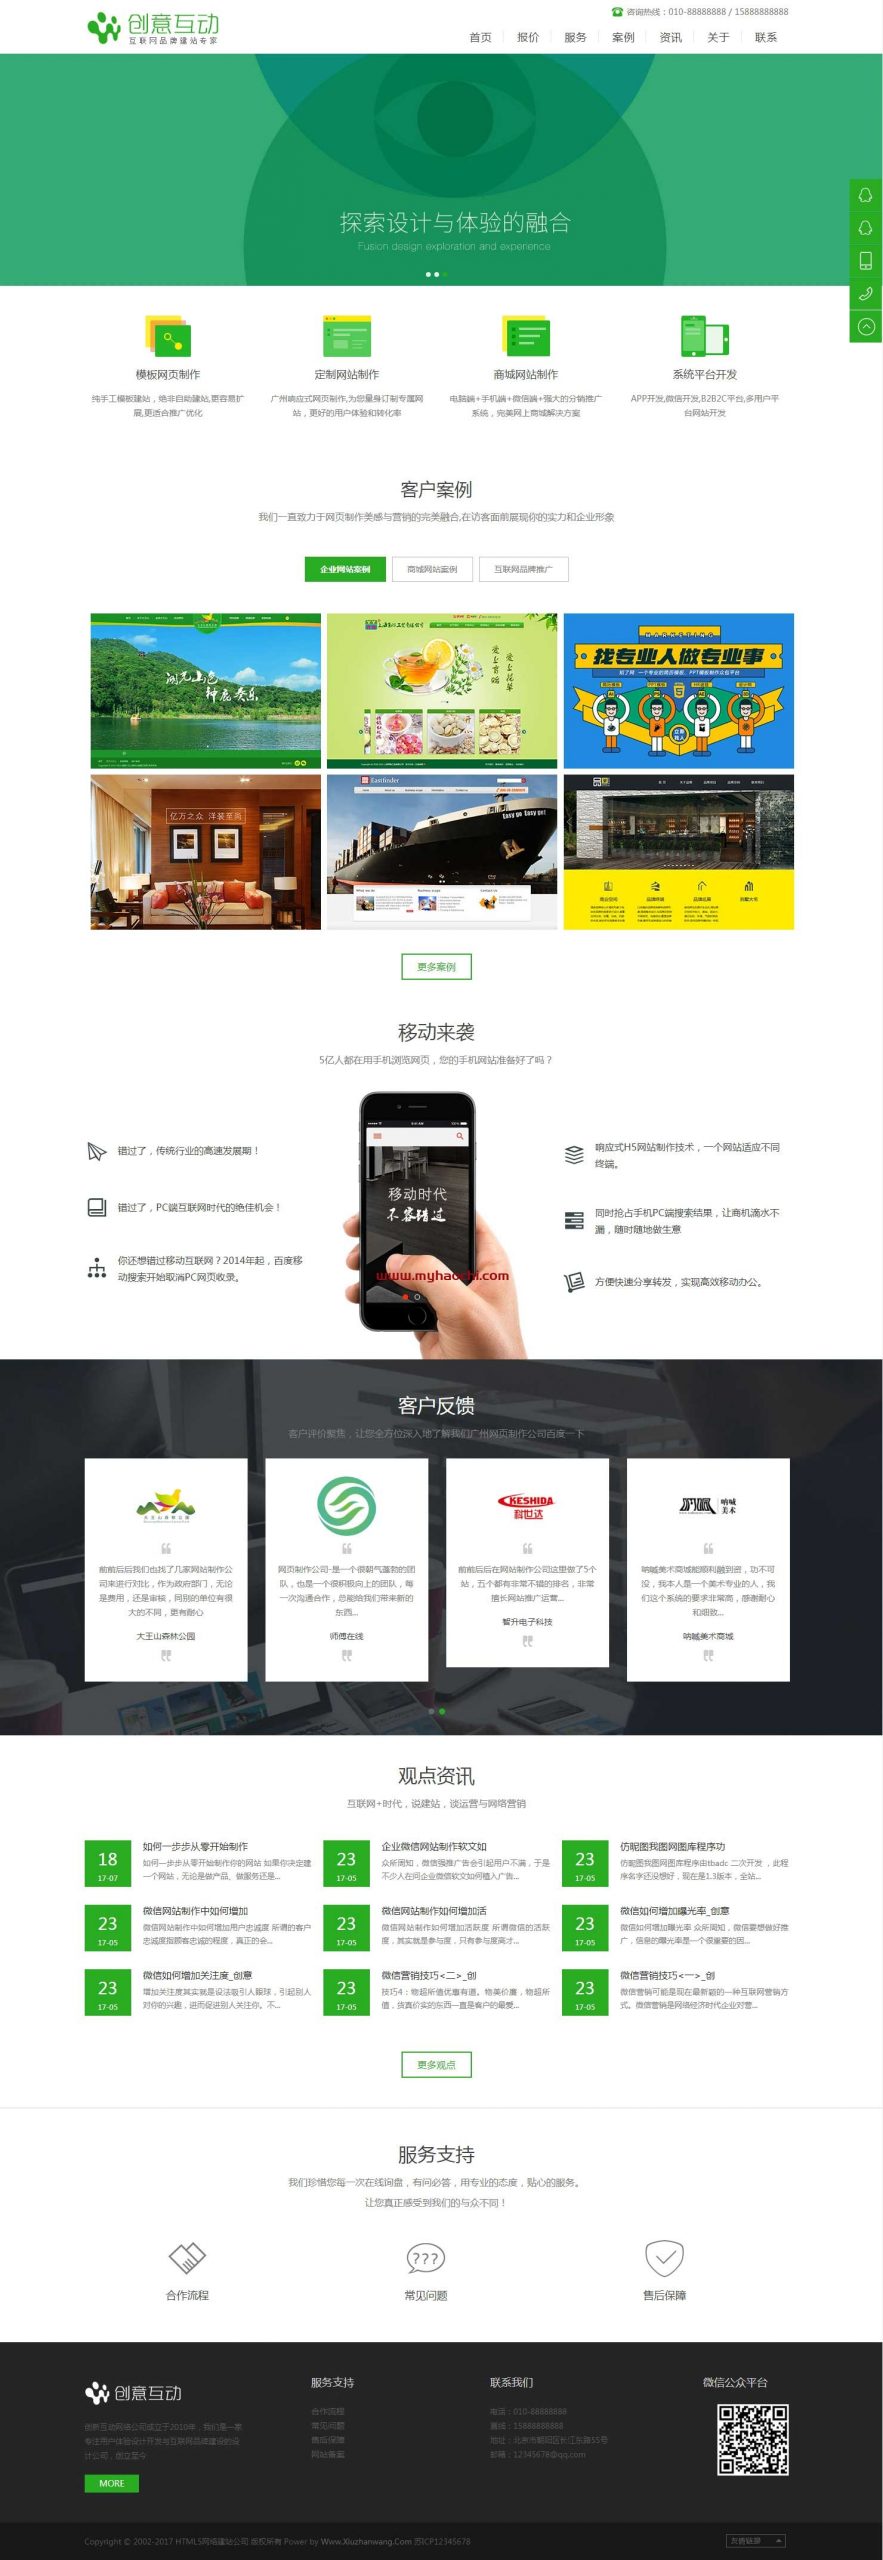 咨询热线：010-88888888 / 15888888888
创意互动
互联网品牌建站专家
首页 报价 服务 案例 资讯 关于 联系
探索设计与体验的融合
Fusion design exploration and experience
模板网页制作
纯手工模板建站，绝非自助建站,更容易扩
展,更适合推广优化
定制网站制作
广州响应式网页制作,为您量身订制专属网
站，更好的用户体验和转化率
商城网站制作
电脑端+手机端+微信端+强大的分销推广
系统，完美网上商城解决方案
系统平台开发
APP开发,微信开发,B2B2C平台,多用户平
台网站开发
客户案例
我们一直致力于网页制作美感与营销的完美融合,在访客面前展现你的实力和企业形象
企业网站案例 商城网站案例 互联网品牌推广
MARKETING
找专业人做专业事
亿万之众 洋装至尚
Eastfinder
Easy go Easy get
What we do
Contact us
更多案例
移动来袭
5亿人都在用手机浏览网页，您的手机网站准备好了吗？
错过了，传统行业的高速发展期！
错过了，PC端互联网时代的绝佳机会！
你还想错过移动互联网？2014年起，百度移
动搜索开始取消PC网页收录。
移动时代
不容错过
www.myhaochi.com
响应式H5网站制作技术，一个网站适应不同
终端。
同时抢占手机PC端搜索结果，让商机滴水不
漏，随时随地做生意
方便快速分享转发，实现高效移动办公。
客户反馈
客户评价聚焦，让您全方位深入地了解我们广州网页制作公司百度一下
大王山森林公园
前前后后我们也找了几家网站制作公
司来进行对比，作为政府部门，无论
是费用，还是审核，同别的单位有很
大的不同，更有耐心
大王山森林公园
网页制作公司-是一个很朝气蓬勃的团
队，也是一个很积极向上的团队，每
一次沟通合作，总能给我们带来新的
东西...
师傅在线
KESHIDA
科世达
前前后后在网站制作公司这里做了5个
站，五个都有非常不错的排名，非常
擅长网站推广运营...
智升电子科技
呐喊
美术
呐喊美术商城能顺利融到资，功不可
没，我本人是一个美术专业的人，我
们这个系统的要求非常高，感谢耐心
和细致...
呐喊美术商城
观点资讯
互联网+时代，说建站，谈运营与网络营销
18
17-07
如何一步步从零开始制作
如何一步步从零开始制作你的网站 如果你决定建
一个网站，无论是做产品、做服务还是...
23
17-05
企业微信网站制作软文如
众所周知，微信强推广告会引起用户不满，于是
不少人在问企业微信软文如何植入广告...
23
17-05
仿昵图我图网图库程序功
仿昵图我图网图库程序由tbadc 二次开发 ，此程
序名字还没想好，现在是1.3版本，全站...
23
17-05
微信网站制作中如何增加
微信网站制作中如何增加用户忠诚度 所谓的客户
忠诚度指顾客忠诚的程度，真正的会...
23
17-05
微信网站制作如何增加活
微信网站制作如何增加活跃度 所谓微信的活跃
度，其实就是参与度，只有参与度高才...
23
17-05
微信如何增加曝光率_创意
微信如何增加曝光率 众所周知，微信要想做好推
广，信息的曝光率是一个很重要的因...
23
17-05
微信如何增加关注度_创意
增加关注度其实就是设法吸引人眼球，引起别人
对你的兴趣，进而促进别人关注你。不...
23
17-05
微信营销技巧<二>_创
技巧4：物超所值优惠有道。物美价廉，物超所
值，货真价实的东西一直是客户的最爱...
23
17-05
微信营销技巧<一>_创
微信营销可能是现在最新颖的一种互联网营销方
式。微信营销是网络经济时代企业对营...
更多观点
服务支持
我们珍惜您每一次在线询盘，有问必答，用专业的态度，贴心的服务。
让您真正感受到我们的与众不同！
???
合作流程 常见问题 售后保障
创意互动
创新互动网络公司成立于2010年，我们是一家
专注用户体验设计开发与互联网品牌建设的设
计公司，创立至今
MORE
服务支持
合作流程
常见问题
售后保障
网站备案
联系我们
电话：010-88888888
直线：15888888888
地址：北京市朝阳区长江东路55号
邮箱：12345678@qq.com
微信公众平台
Copyright © 2002-2017 HTML5网络建站公司 版权所有 Power by Www.Xiuzhanwang.Com 苏ICP12345678
友情链接